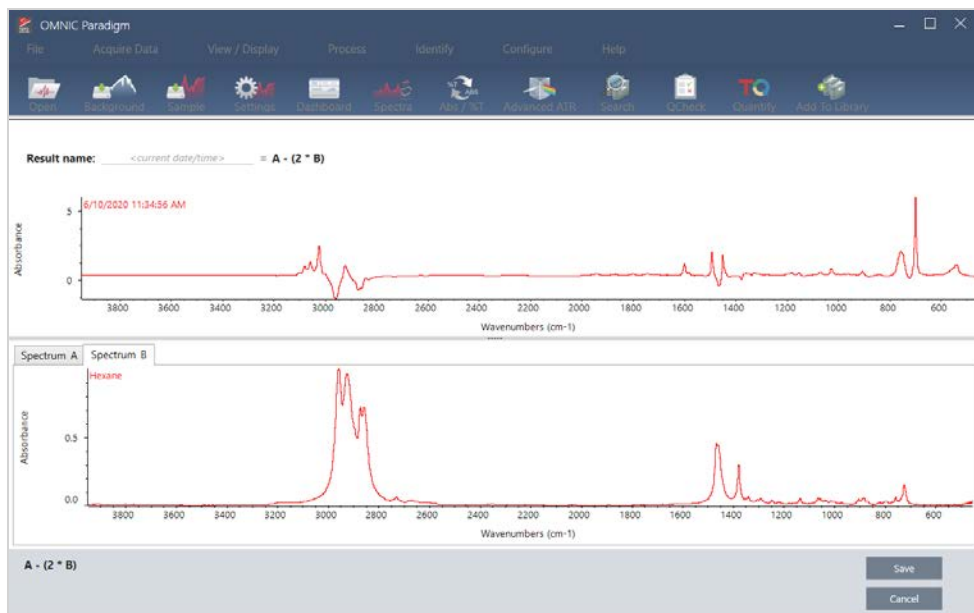 OMNIC Paradigm
File Acquire Data View / Display Process Identify Configure Help
Open Background Sample Settings Dashboard Spectra Abs / %T Advanced ATR Search QCheck Quantify Add To Library
Result name: <current date/time> = A - (2 * B)
6/10/2020 11:34:56 AM
Absorbance
5
0
3800 3600 3400 3200 3000 2800 2600 2400 2200 2000 1800 1600 1400 1200 1000 800 600
Wavenumbers (cm-1)
Spectrum A Spectrum B
Hexane
Absorbance
0.5
0.0
3800 3600 3400 3200 3000 2800 2600 2400 2200 2000 1800 1600 1400 1200 1000 800 600
Wavenumbers (cm-1)
A - (2 * B)
Save
Cancel